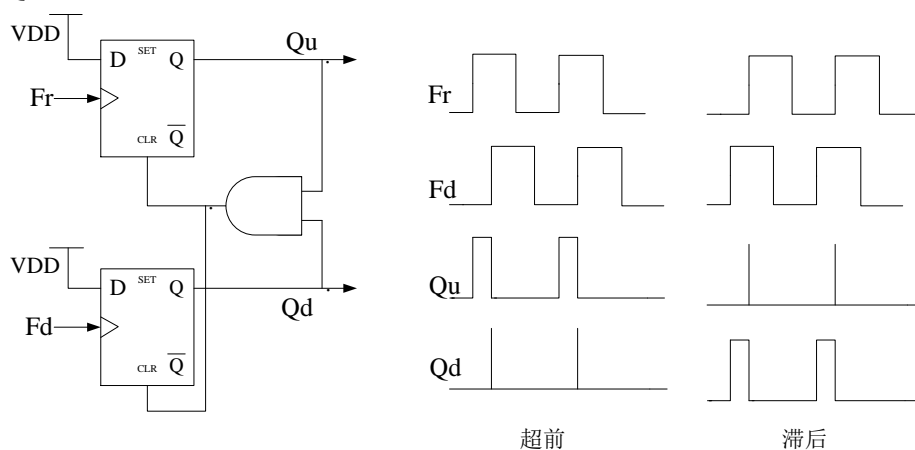 VDD
D SET Q
Fr
CLR Q
Qu
VDD
D SET Q
Fd
CLR Q
Qd
Fr
Fd
Qu
Qd
超前
滞后